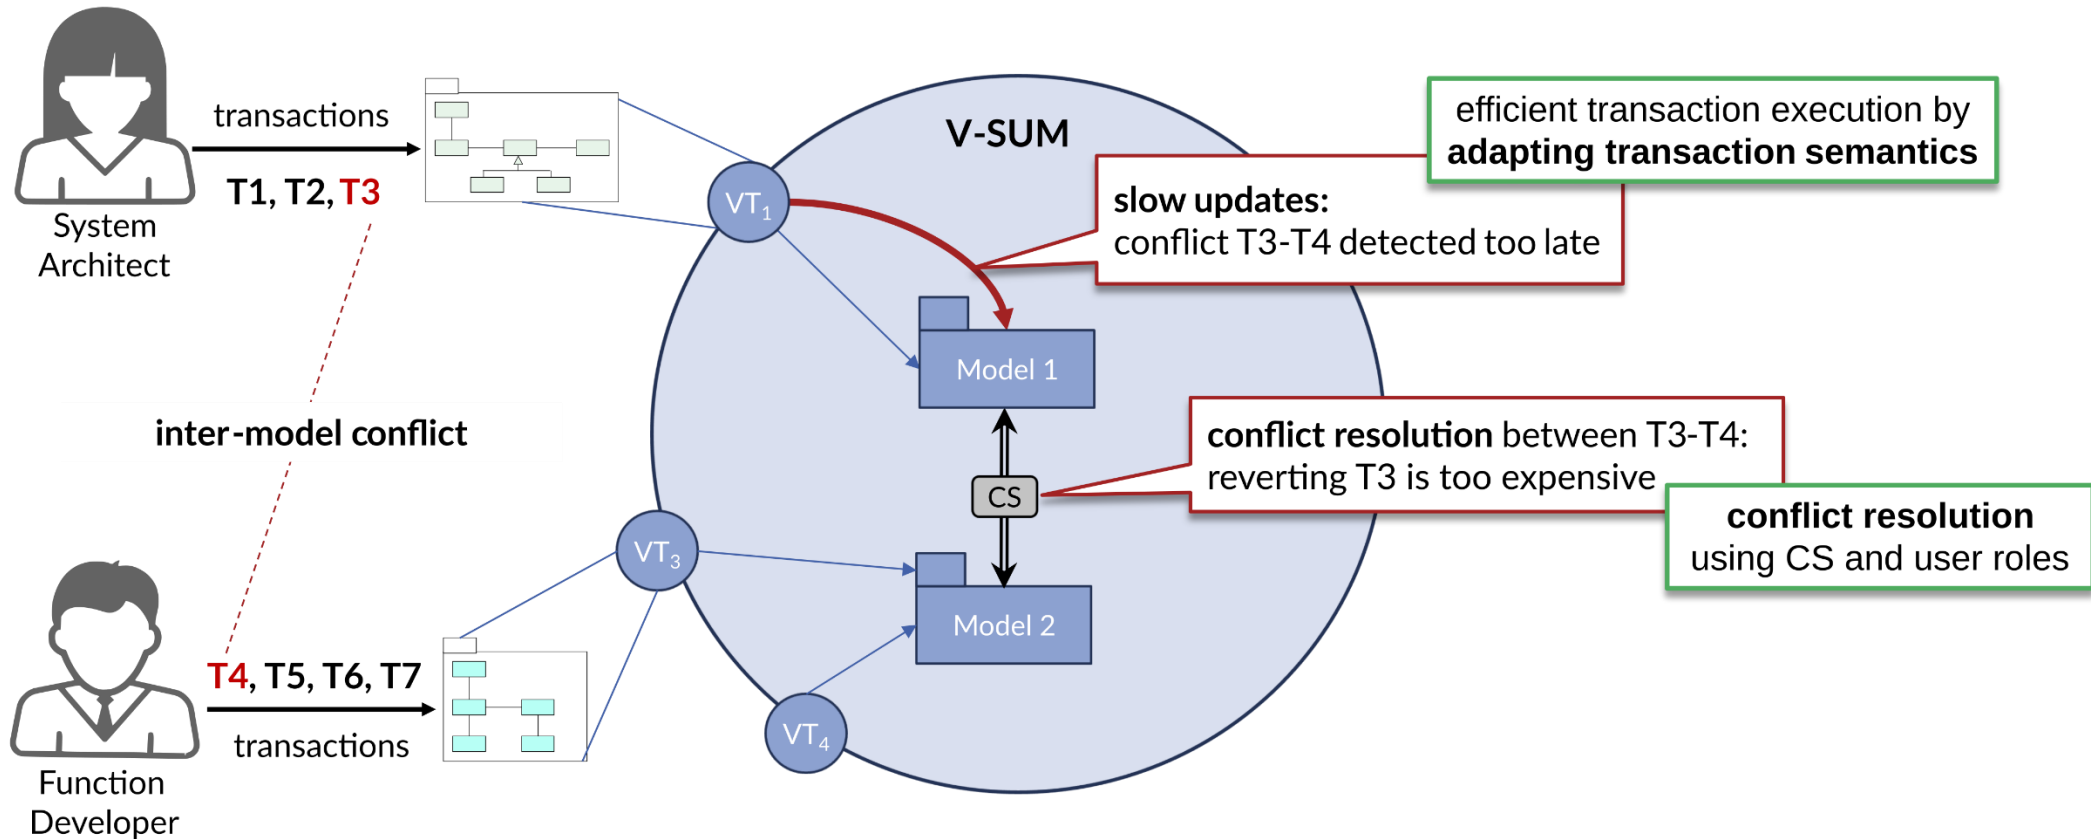 transactions
T1, T2, T3
System
Architect
inter-model conflict
T4, T5, T6, T7
transactions
Function
Developer
V-SUM
VT1
VT3
VT4
Model 1
CS
Model 2
efficient transaction execution by
adapting transaction semantics
slow updates:
conflict T3-T4 detected too late
conflict resolution between T3-T4:
reverting T3 is too expensive
conflict resolution
using CS and user roles